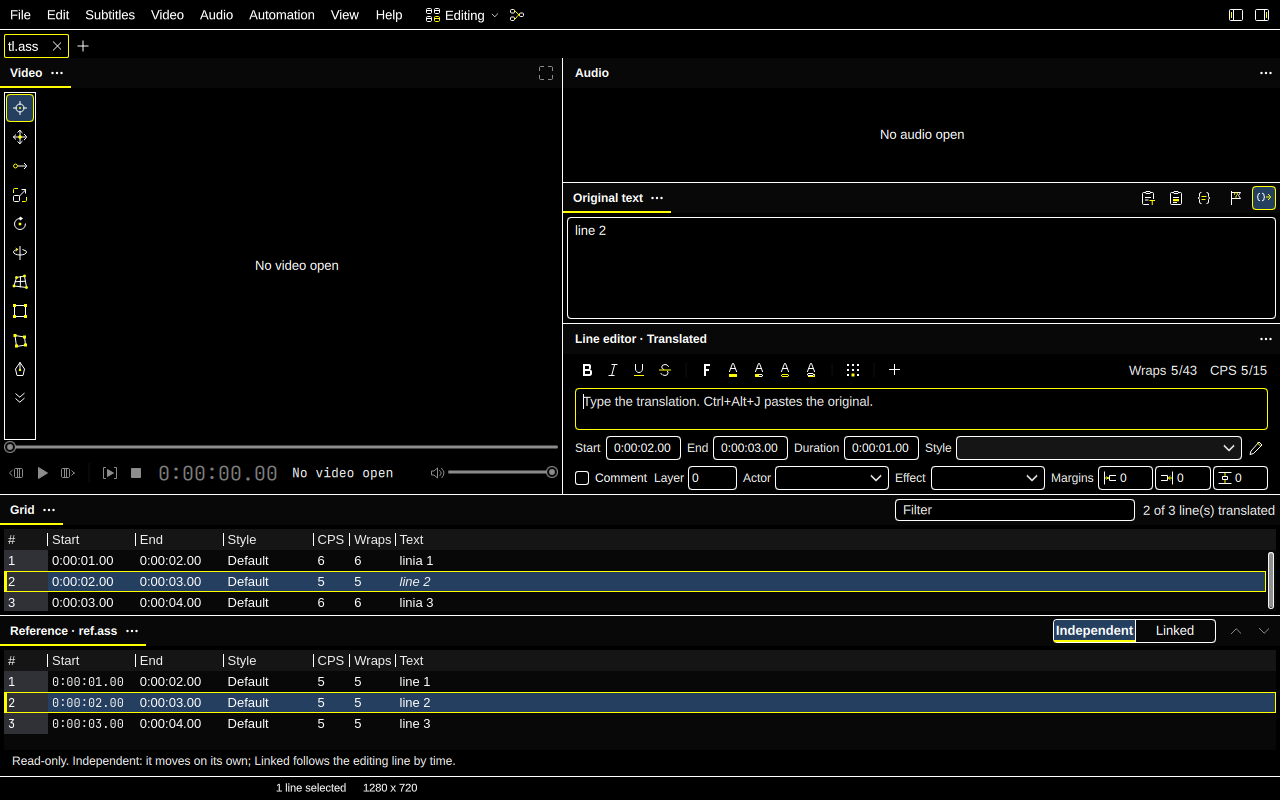 File Edit Subtitles Video Audio Automation View Help Editing
tl.ass
Video
No video open
0:00:00.00 No video open
Audio
No audio open
Original text
line 2
Line editor · Translated
B I U S F A A A A Wraps 5/43 CPS 5/15
Type the translation. Ctrl+Alt+J pastes the original.
Start 0:00:02.00 End 0:00:03.00 Duration 0:00:01.00 Style
Comment Layer 0 Actor Effect Margins 0 0 0
Grid Filter 2 of 3 line(s) translated
# Start End Style CPS Wraps Text
1 0:00:01.00 0:00:02.00 Default 6 6 linia 1
2 0:00:02.00 0:00:03.00 Default 5 5 line 2
3 0:00:03.00 0:00:04.00 Default 6 6 linia 3
Reference · ref.ass Independent Linked
# Start End Style CPS Wraps Text
1 0:00:01.00 0:00:02.00 Default 5 5 line 1
2 0:00:02.00 0:00:03.00 Default 5 5 line 2
3 0:00:03.00 0:00:04.00 Default 5 5 line 3
Read-only. Independent: it moves on its own; Linked follows the editing line by time.
1 line selected 1280 x 720